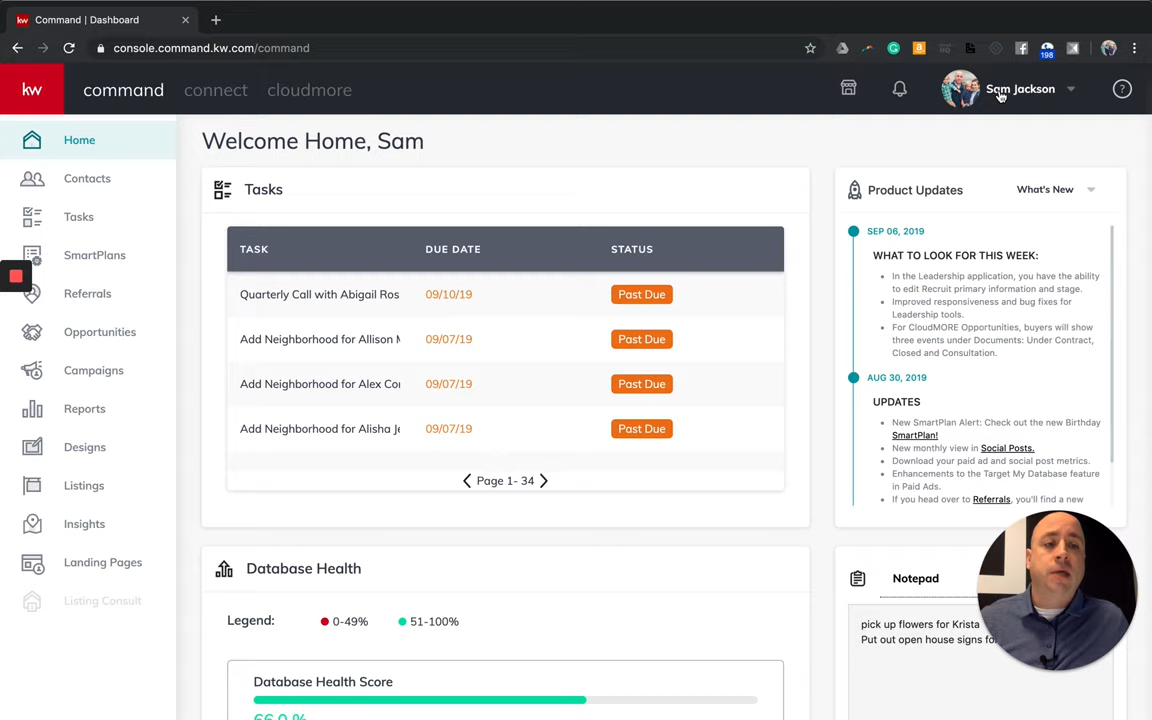 kw Command | Dashboard
console.command.kw.com/command
198
kw command connect cloudmore
Sam Jackson
?
Home
Contacts
Tasks
SmartPlans
Referrals
Opportunities
Campaigns
Reports
Designs
Listings
Insights
Landing Pages
Listing Consult
Welcome Home, Sam
Tasks
TASK DUE DATE STATUS
Quarterly Call with Abigail Ros 09/10/19 Past Due
Add Neighborhood for Allison 09/07/19 Past Due
Add Neighborhood for Alex Co 09/07/19 Past Due
Add Neighborhood for Alisha Je 09/07/19 Past Due
Page 1- 34
Database Health
Legend: 0-49% 51-100%
Database Health Score
66.0 %
Product Updates What's New
SEP 06, 2019
WHAT TO LOOK FOR THIS WEEK:
In the Leadership application, you have the ability
to edit Recruit primary information and stage.
Improved responsiveness and bug fixes for
Leadership tools.
For CloudMORE Opportunities, buyers will show
three events under Documents: Under Contract,
Closed and Consultation.
AUG 30, 2019
UPDATES
New SmartPlan Alert: Check out the new Birthday
SmartPlan!
New monthly view in Social Posts.
Download your paid ad and social post metrics.
Enhancements to the Target My Database feature
in Paid Ads.
If you head over to Referrals, you'll find a new
Notepad
pick up flowers for Krista
Put out open house signs fo